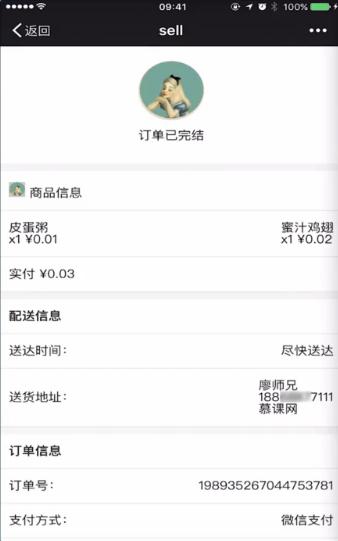 09:41
100%
返回
sell
订单已完结
商品信息
皮蛋粥 蜜汁鸡翅
x1 ¥0.01 x1 ¥0.02
实付 ¥0.03
配送信息
送达时间： 尽快送达
廖师兄
送货地址： 188 7111
慕课网
订单信息
订单号： 198935267044753781
支付方式： 微信支付